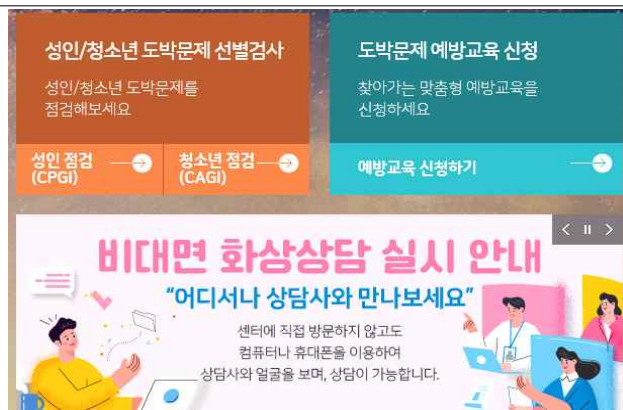 성인/청소년 도박문제 선별검사
성인/청소년 도박문제를
점검해보세요
성인 점검
(CPGI)
청소년 점검
(CAGI)
도박문제 예방교육 신청
찾아가는 맞춤형 예방교육을
신청하세요
예방교육 신청하기
비대면 화상상담 실시 안내
“어디서나 상담사와 만나보세요”
센터에 직접 방문하지 않고도
컴퓨터나 휴대폰을 이용하여
상담사와 얼굴을 보며, 상담이 가능합니다.